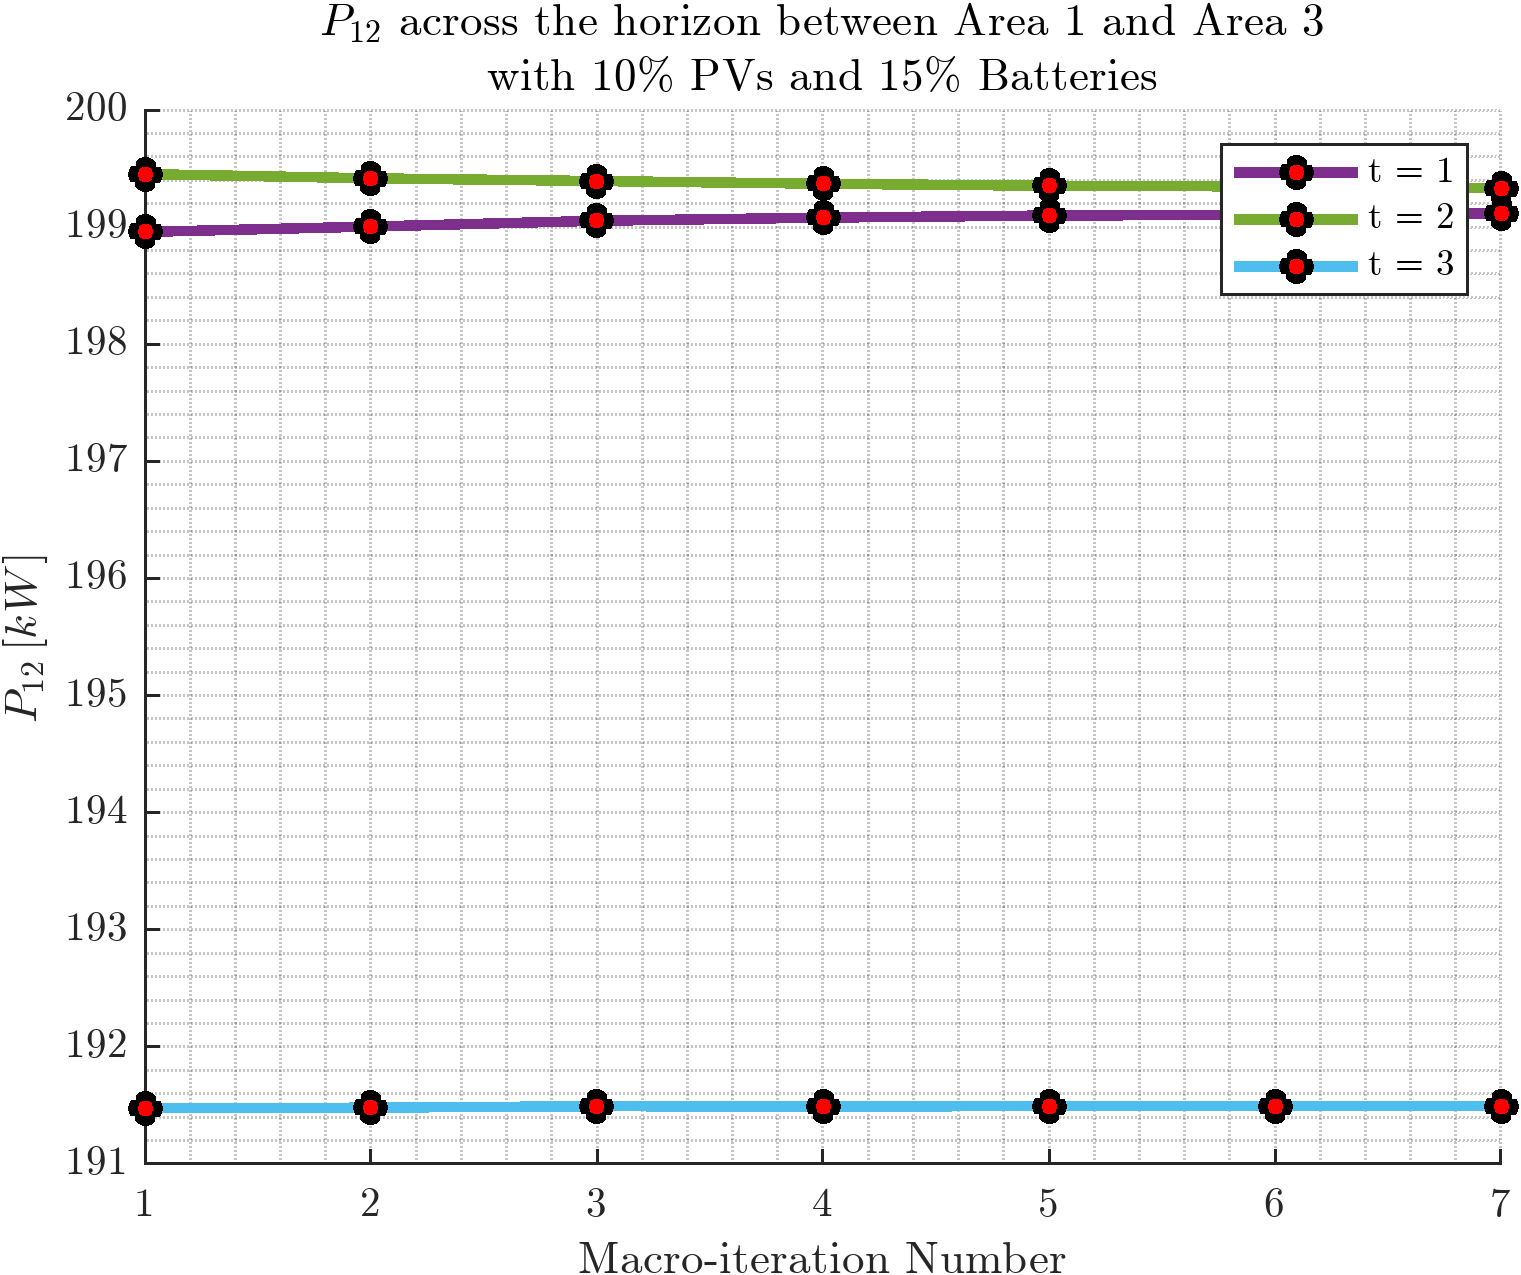 P₁₂ across the horizon between Area 1 and Area 3
with 10% PVs and 15% Batteries
200
199
198
197
196
195
194
193
192
191
P₁₂ [kW]
t = 1
t = 2
t = 3
1 2 3 4 5 6 7
Macro-iteration Number